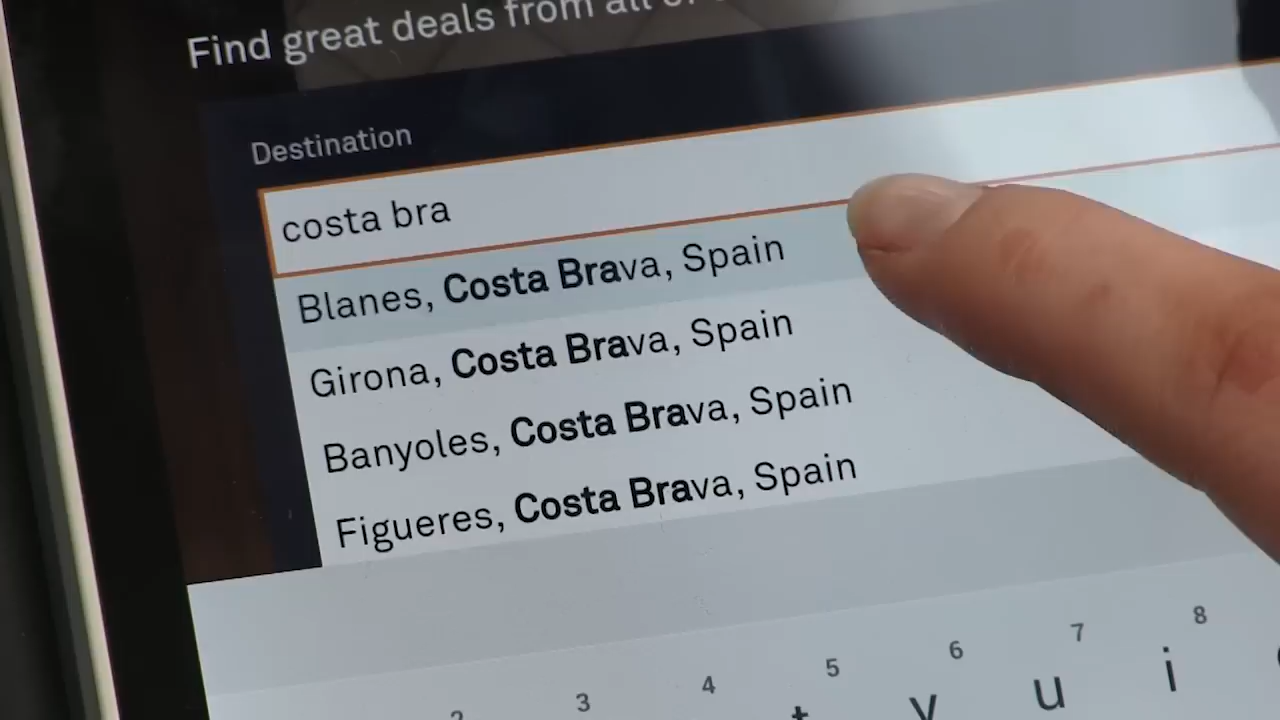 Find great deals from all
Destination
costa bra
Blanes, Costa Brava, Spain
Girona, Costa Brava, Spain
Banyoles, Costa Brava, Spain
Figueres, Costa Brava, Spain
2 3 4 5 6 7 8
t y u i